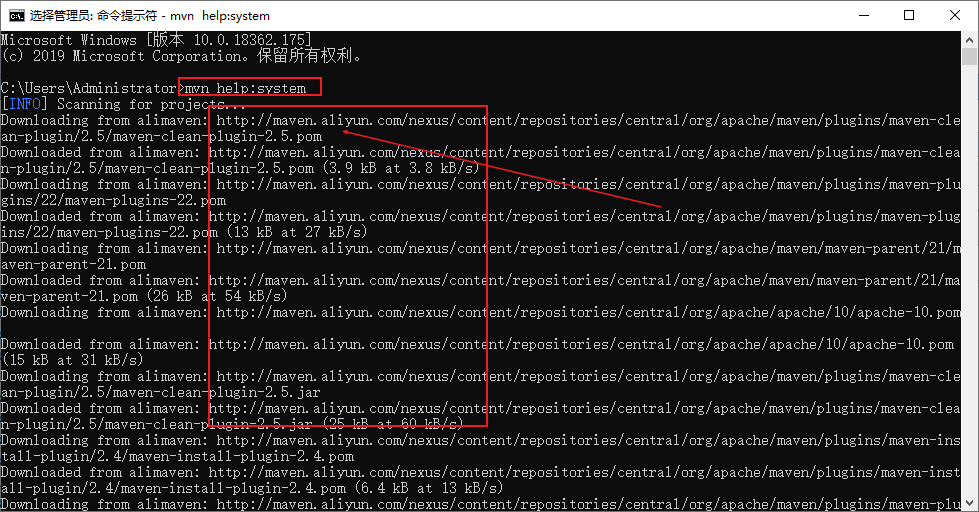 选择管理员: 命令提示符 - mvn  help:system
Microsoft Windows [版本 10.0.18362.175]
(c) 2019 Microsoft Corporation。保留所有权利。
C:\Users\Administrator>mvn help:system
[INFO] Scanning for projects...
Downloading from alimaven: http://maven.aliyun.com/nexus/content/repositories/central/org/apache/maven/plugins/maven-cle
an-plugin/2.5/maven-clean-plugin-2.5.pom
Downloaded from alimaven: http://maven.aliyun.com/nexus/content/repositories/central/org/apache/maven/plugins/maven-clea
n-plugin/2.5/maven-clean-plugin-2.5.pom (3.9 kB at 3.8 kB/s)
Downloading from alimaven: http://maven.aliyun.com/nexus/content/repositories/central/org/apache/maven/plugins/maven-plu
gins/22/maven-plugins-22.pom
Downloaded from alimaven: http://maven.aliyun.com/nexus/content/repositories/central/org/apache/maven/plugins/maven-plug
ins/22/maven-plugins-22.pom (13 kB at 27 kB/s)
Downloading from alimaven: http://maven.aliyun.com/nexus/content/repositories/central/org/apache/maven/maven-parent/21/m
aven-parent-21.pom
Downloaded from alimaven: http://maven.aliyun.com/nexus/content/repositories/central/org/apache/maven/maven-parent/21/ma
ven-parent-21.pom (26 kB at 54 kB/s)
Downloading from alimaven: http://maven.aliyun.com/nexus/content/repositories/central/org/apache/apache/10/apache-10.pom
Downloaded from alimaven: http://maven.aliyun.com/nexus/content/repositories/central/org/apache/apache/10/apache-10.pom
(15 kB at 31 kB/s)
Downloading from alimaven: http://maven.aliyun.com/nexus/content/repositories/central/org/apache/maven/plugins/maven-cle
an-plugin/2.5/maven-clean-plugin-2.5.jar
Downloaded from alimaven: http://maven.aliyun.com/nexus/content/repositories/central/org/apache/maven/plugins/maven-clea
n-plugin/2.5/maven-clean-plugin-2.5.jar (25 kB at 60 kB/s)
Downloading from alimaven: http://maven.aliyun.com/nexus/content/repositories/central/org/apache/maven/plugins/maven-ins
tall-plugin/2.4/maven-install-plugin-2.4.pom
Downloaded from alimaven: http://maven.aliyun.com/nexus/content/repositories/central/org/apache/maven/plugins/maven-inst
all-plugin/2.4/maven-install-plugin-2.4.pom (6.4 kB at 13 kB/s)
Downloading from alimaven: http://maven.aliyun.com/nexus/content/repositories/central/org/apache/maven/plugins/maven-plu